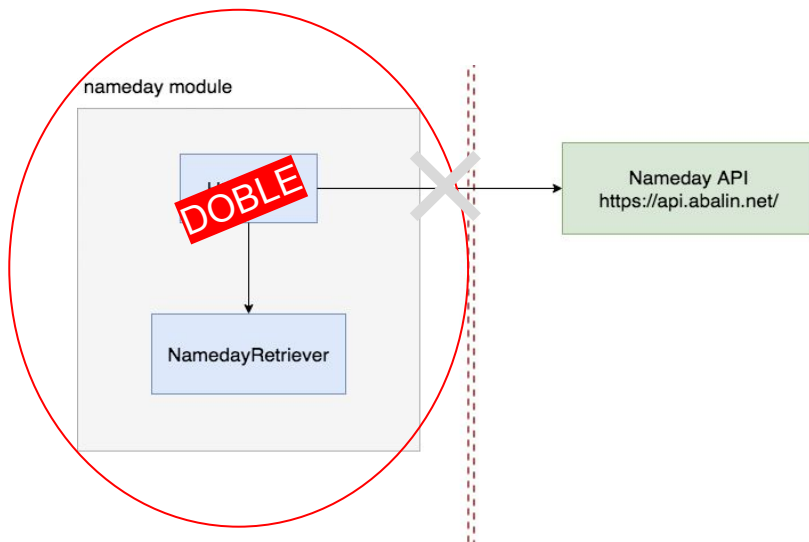 nameday module
DOBLE
Nameday API
https://api.abalin.net/
NamedayRetriever